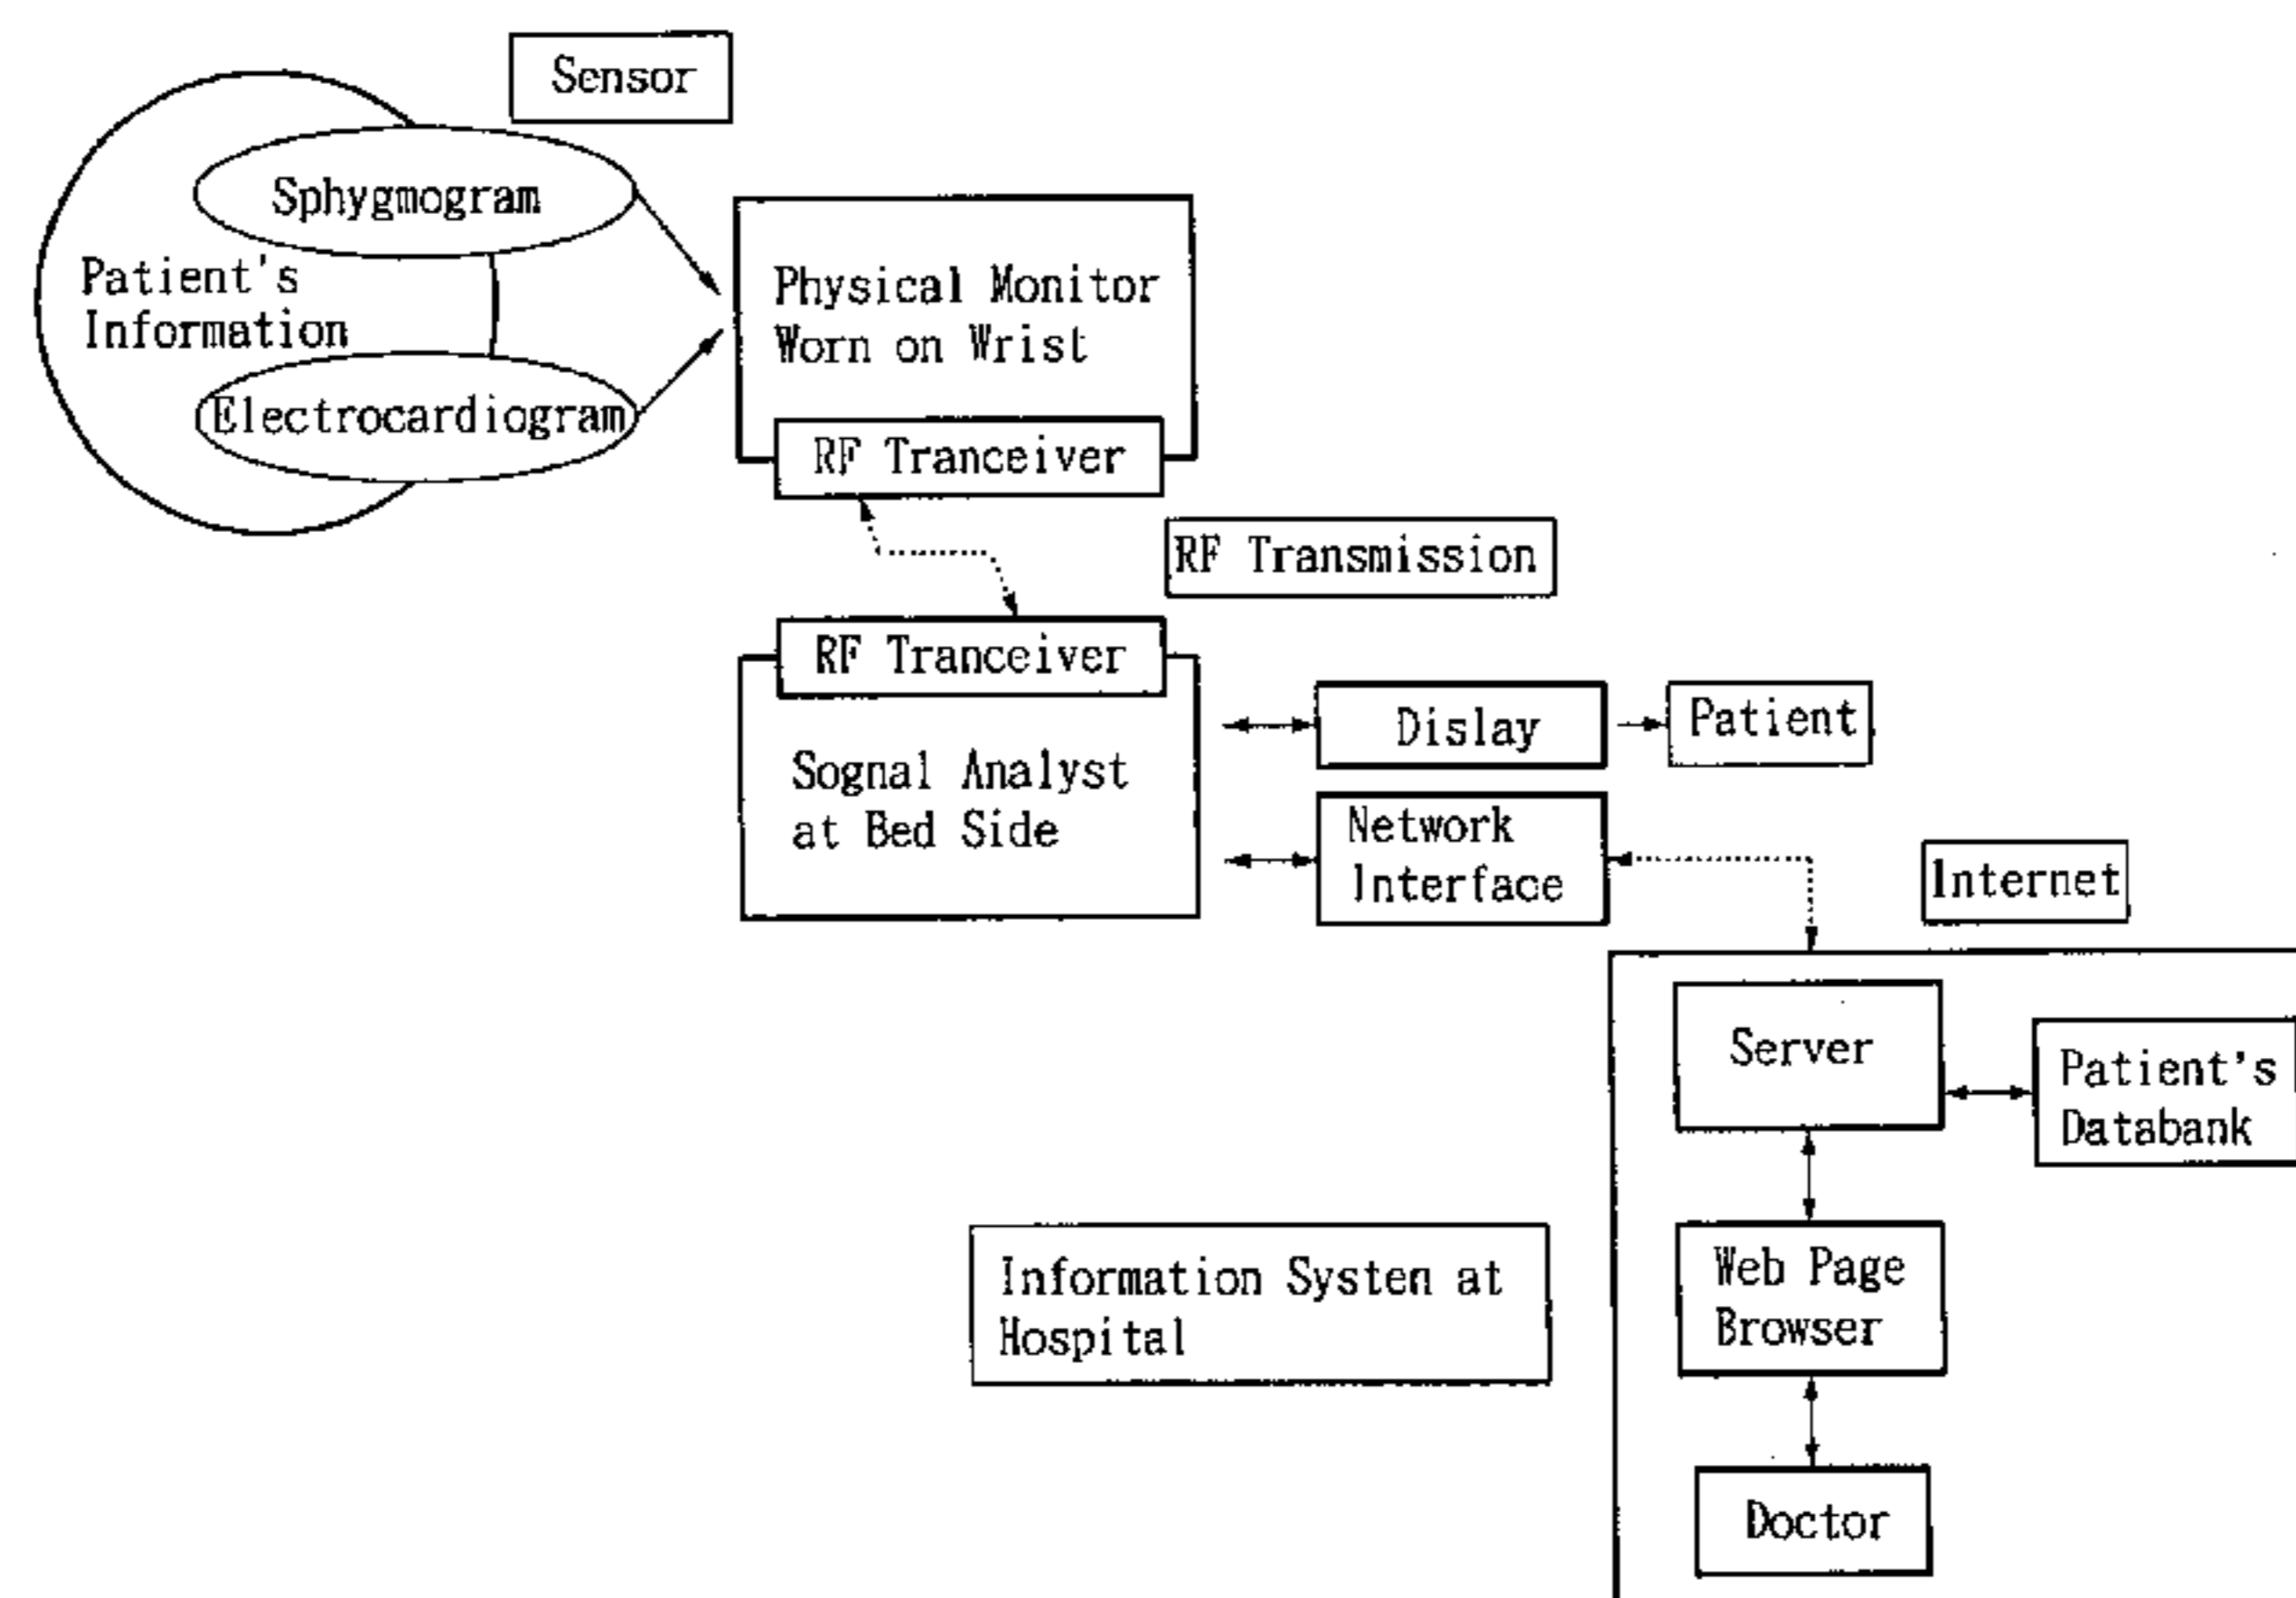 Sensor
Sphygmogram
Patient's
Information
Electrocardiogram
Physical Monitor
Worn on Wrist
RF Tranceiver
RF Transmission
RF Tranceiver
Sognal Analyst
at Bed Side
Dislay
Patient
Network
Interface
Internet
Server
Patient's
Databank
Information Systen at
Hospital
Web Page
Browser
Doctor